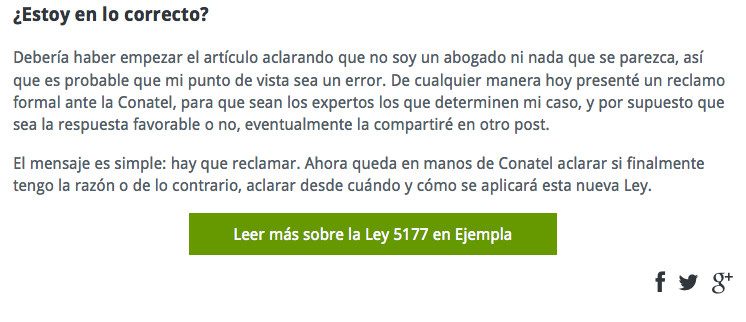 ¿Estoy en lo correcto?
Debería haber empezar el artículo aclarando que no soy un abogado ni nada que se parezca, así
que es probable que mi punto de vista sea un error. De cualquier manera hoy presenté un reclamo
formal ante la Conatel, para que sean los expertos los que determinen mi caso, y por supuesto que
sea la respuesta favorable o no, eventualmente la compartiré en otro post.
El mensaje es simple: hay que reclamar. Ahora queda en manos de Conatel aclarar si finalmente
tengo la razón o de lo contrario, aclarar desde cuándo y cómo se aplicará esta nueva Ley.
Leer más sobre la Ley 5177 en Ejempla